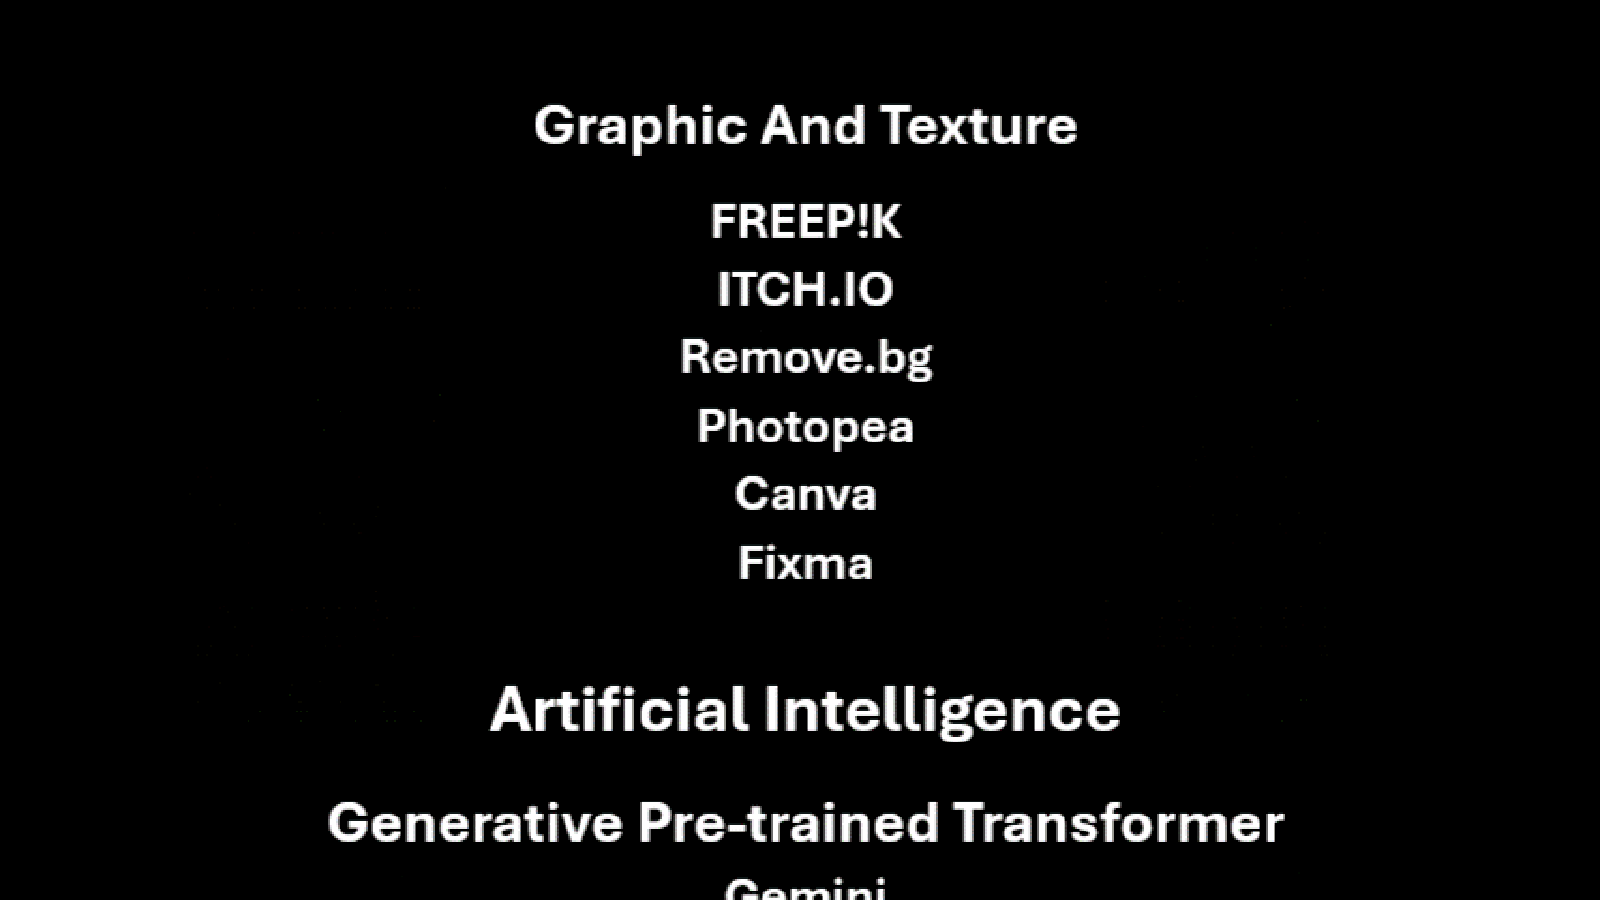 Graphic And Texture
FREEP!K
ITCH.IO
Remove.bg
Photopea
Canva
Fixma
Artificial Intelligence
Generative Pre-trained Transformer
Gemini